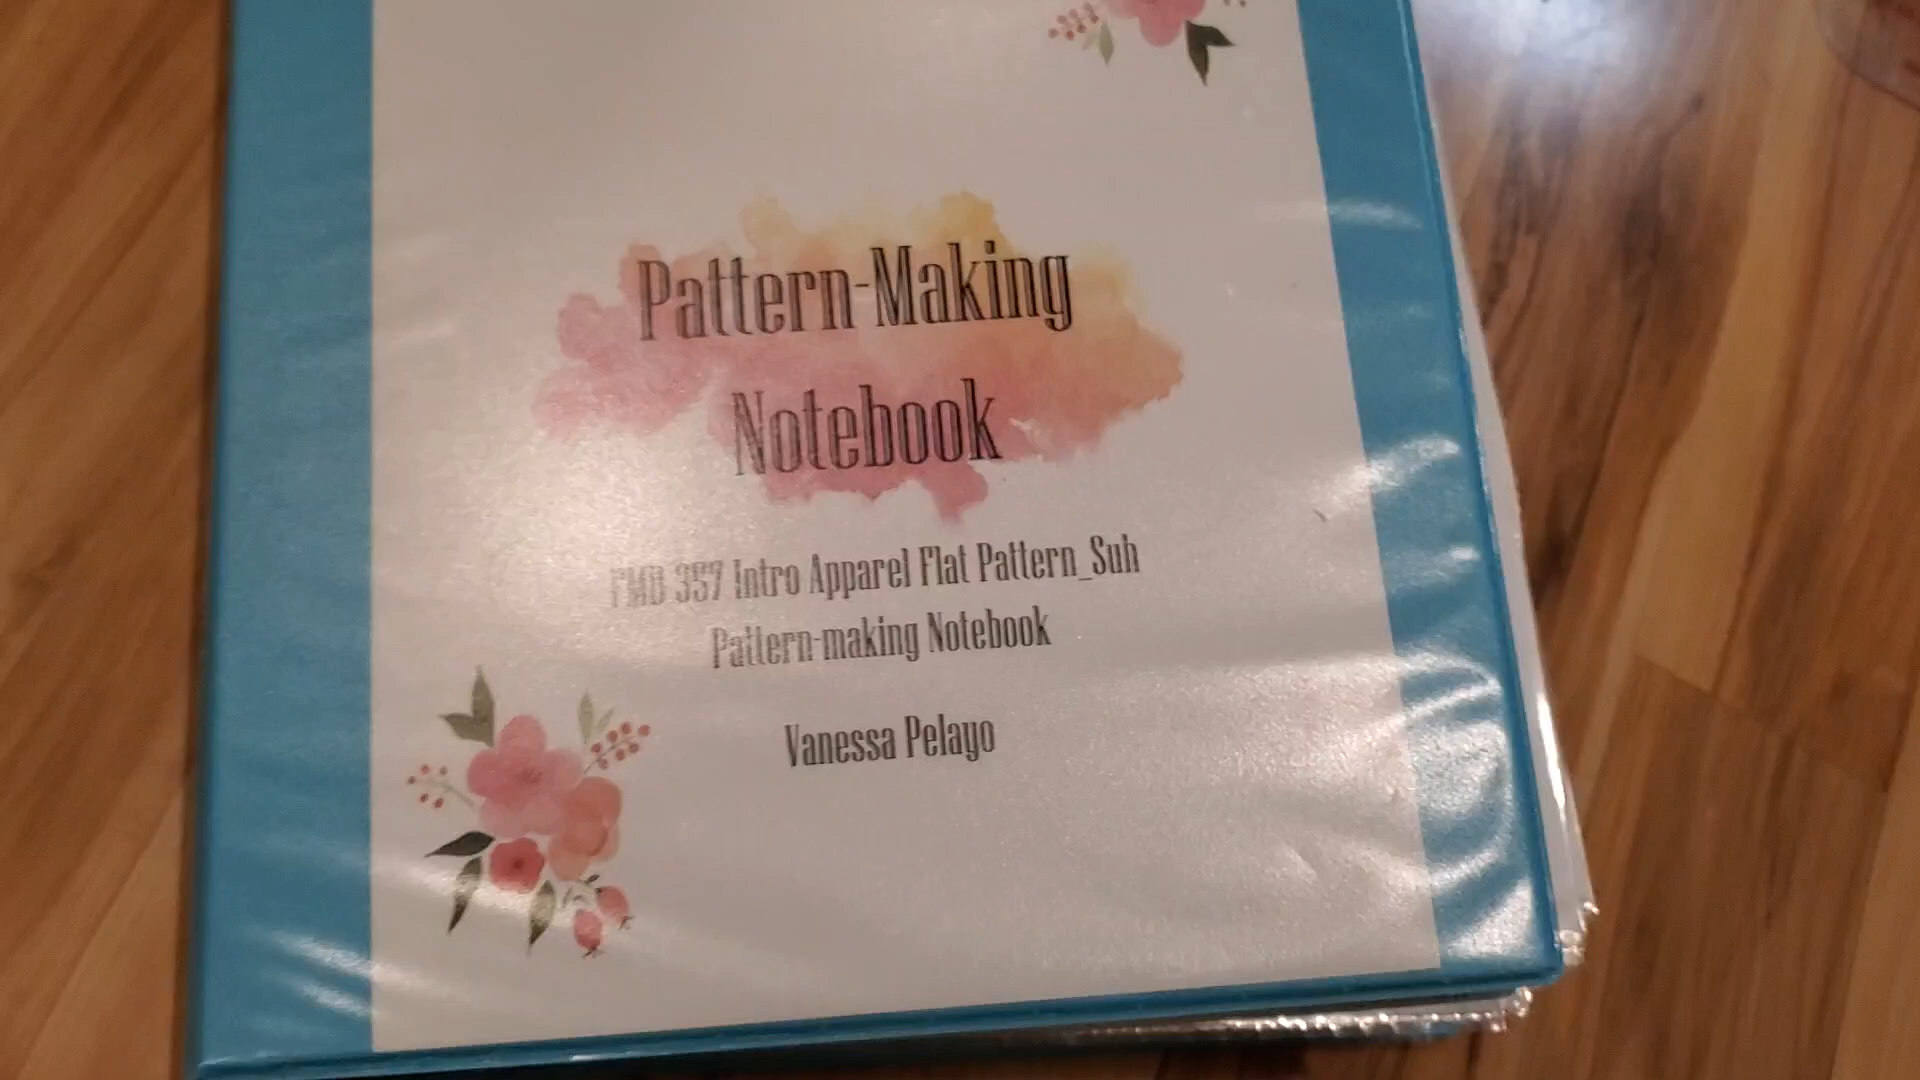 Pattern-Making
Notebook
FMD 357 Intro Apparel Flat Pattern_Suh
Pattern-making Notebook
Vanessa Pelayo